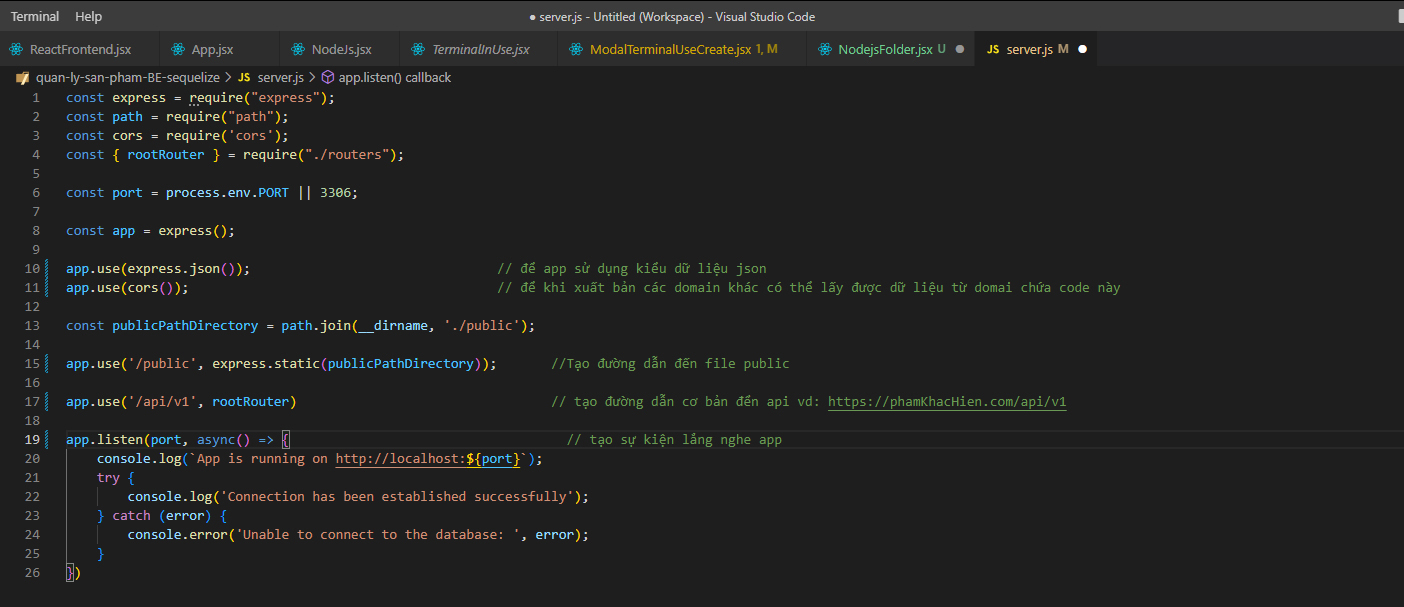 Terminal Help ● server.js - Untitled (Workspace) - Visual Studio Code
ReactFrontend.jsx App.jsx NodeJs.jsx TerminalInUse.jsx ModalTerminalUseCreate.jsx 1, M NodejsFolder.jsx U ● JS server.js M ●
quan-ly-san-pham-BE-sequelize > JS server.js > app.listen() callback
1 const express = require("express");
2 const path = require("path");
3 const cors = require('cors');
4 const { rootRouter } = require("./routers");
5
6 const port = process.env.PORT || 3306;
7
8 const app = express();
9
10 app.use(express.json()); // để app sử dụng kiểu dữ liệu json
11 app.use(cors()); // để khi xuất bản các domain khác có thể lấy được dữ liệu từ domai chứa code này
12
13 const publicPathDirectory = path.join(__dirname, './public');
14
15 app.use('/public', express.static(publicPathDirectory)); //Tạo đường dẫn đến file public
16
17 app.use('/api/v1', rootRouter) // tạo đường dẫn cơ bản đến api vd: https://phamKhacHien.com/api/v1
18
19 app.listen(port, async() => { // tạo sự kiện lắng nghe app
20 console.log(`App is running on http://localhost:${port}`);
21 try {
22 console.log('Connection has been established successfully');
23 } catch (error) {
24 console.error('Unable to connect to the database: ', error);
25 }
26 })